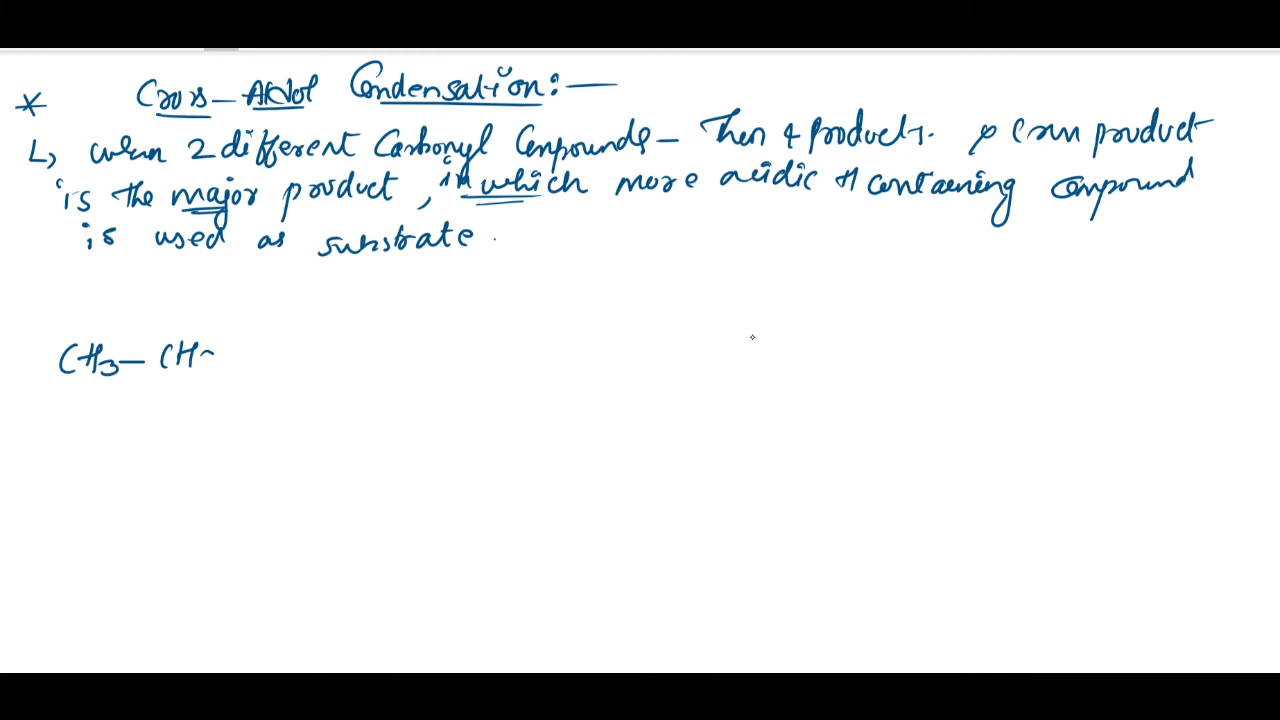 * Cross-Aldol Condensation:—
↳ when 2 different Carbonyl Compounds - Then 4 products. & Cross product
is the major product, in which more acidic H containing compound
is used as substrate.
CH3-CH